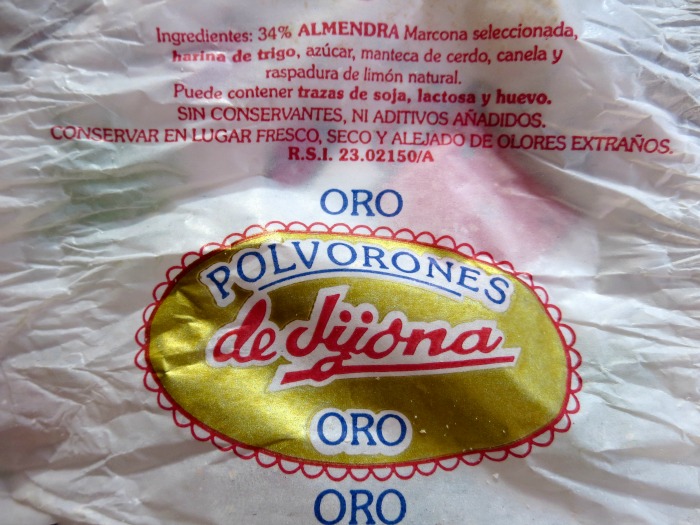 Ingredientes: 34% ALMENDRA Marcona seleccionada,
harina de trigo, azúcar, manteca de cerdo, canela y
raspadura de limón natural.
Puede contener trazas de soja, lactosa y huevo.
SIN CONSERVANTES, NI ADITIVOS AÑADIDOS.
CONSERVAR EN LUGAR FRESCO, SECO Y ALEJADO DE OLORES EXTRAÑOS.
R.S.I. 23.02150/A
ORO
POLVORONES
de dijona
ORO
ORO